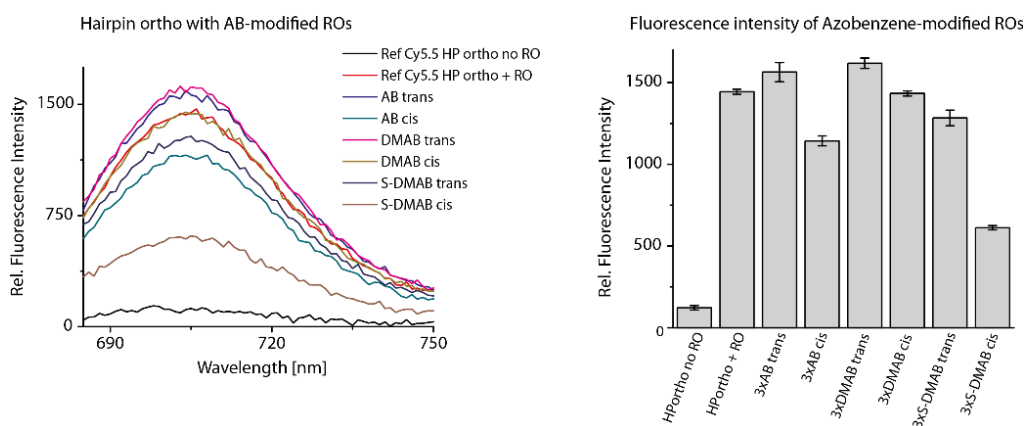 Hairpin ortho with AB-modified ROs
Rel. Fluorescence Intensity
1500
750
0
690
720
750
Wavelength [nm]
Ref Cy5.5 HP ortho no RO
Ref Cy5.5 HP ortho + RO
AB trans
AB cis
DMAB trans
DMAB cis
S-DMAB trans
S-DMAB cis
Fluorescence intensity of Azobenzene-modified ROs
Rel. Fluorescence Intensity
1500
1000
500
0
HPortho no RO
HPortho + RO
3xAB trans
3xAB cis
3xDMAB trans
3xDMAB cis
3xS-DMAB trans
3xS-DMAB cis